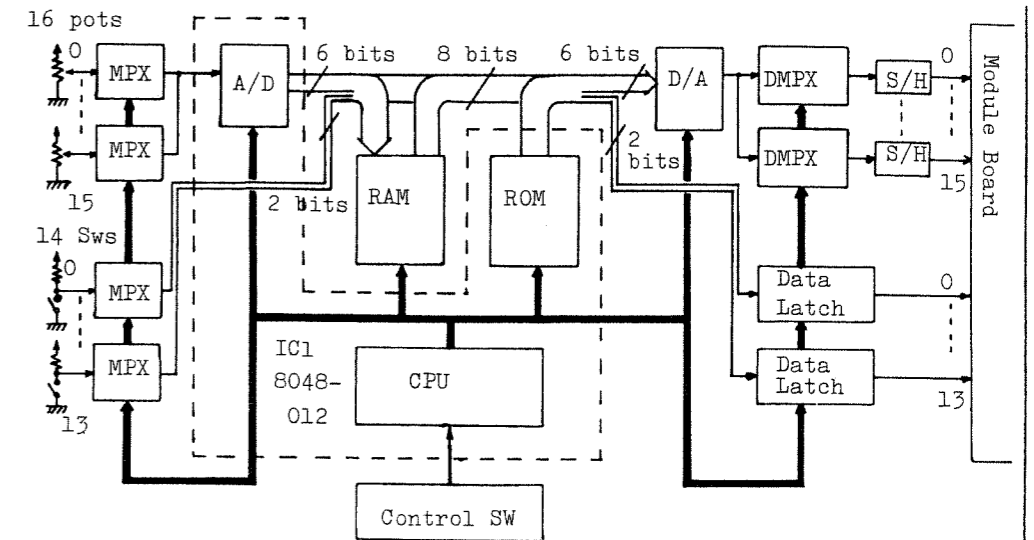 16 pots
0
MPX
MPX
15
14 Sws
0
MPX
MPX
13
A/D
6 bits
8 bits
6 bits
2 bits
RAM
ROM
IC1
8048-
012
CPU
Control SW
D/A
2
bits
DMPX
DMPX
S/H
S/H
0
15
Data
Latch
Data
Latch
0
13
Module Board